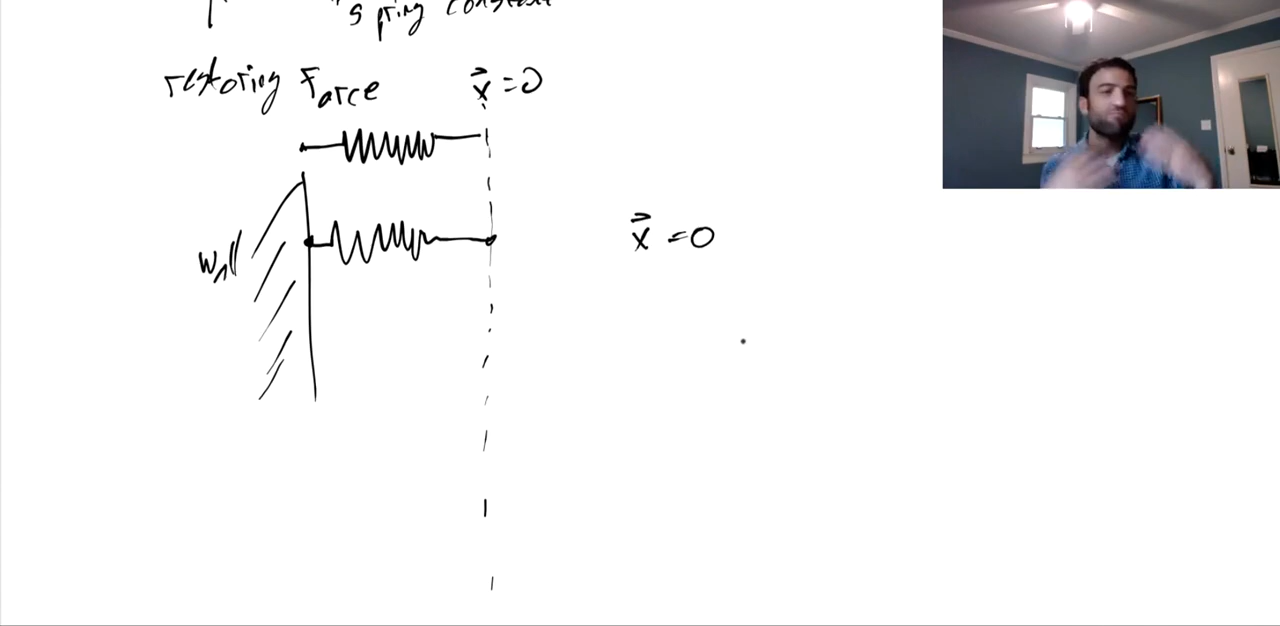 spring constant
restoring Force
x⃗ = 0
wall
x⃗ = 0